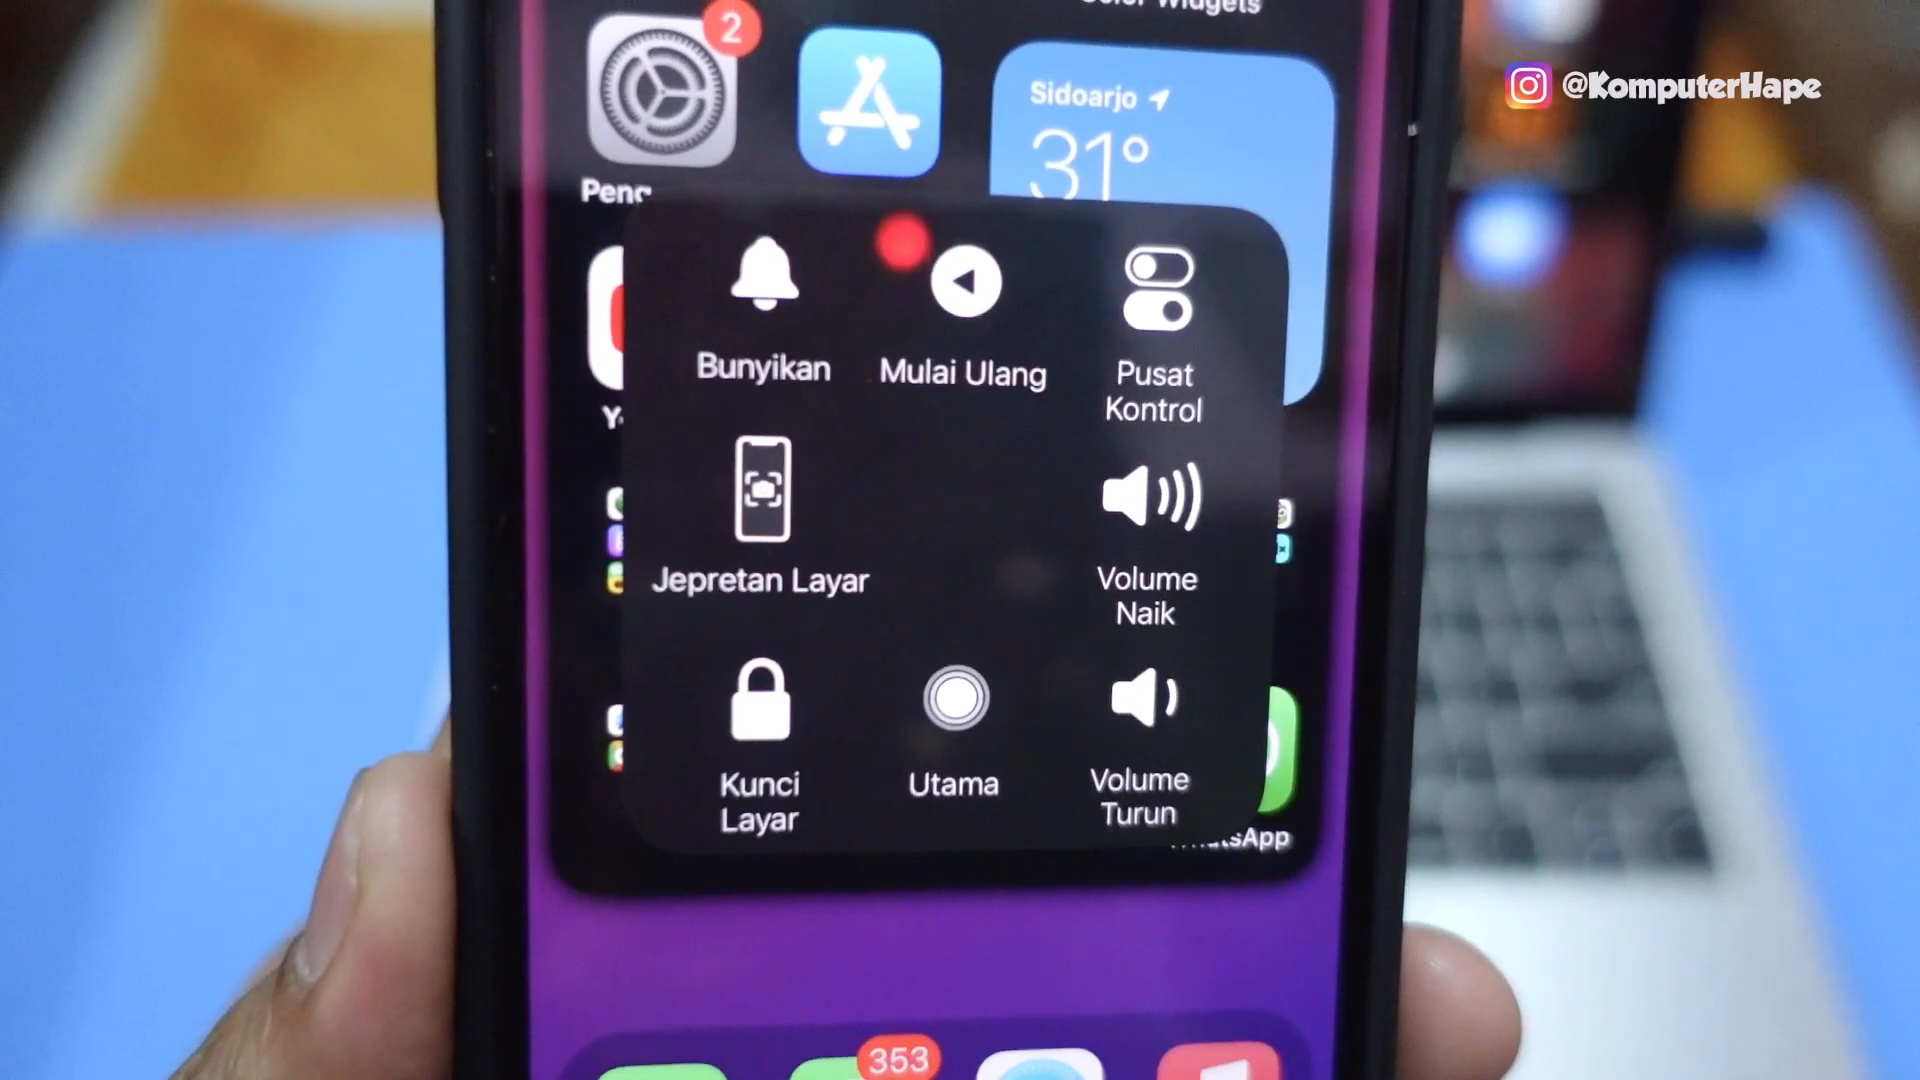 2
Sidoarjo
31°
@KomputerHape
Bunyikan
Mulai Ulang
Pusat
Kontrol
Jepretan Layar
Volume
Naik
Kunci
Layar
Utama
Volume
Turun
353